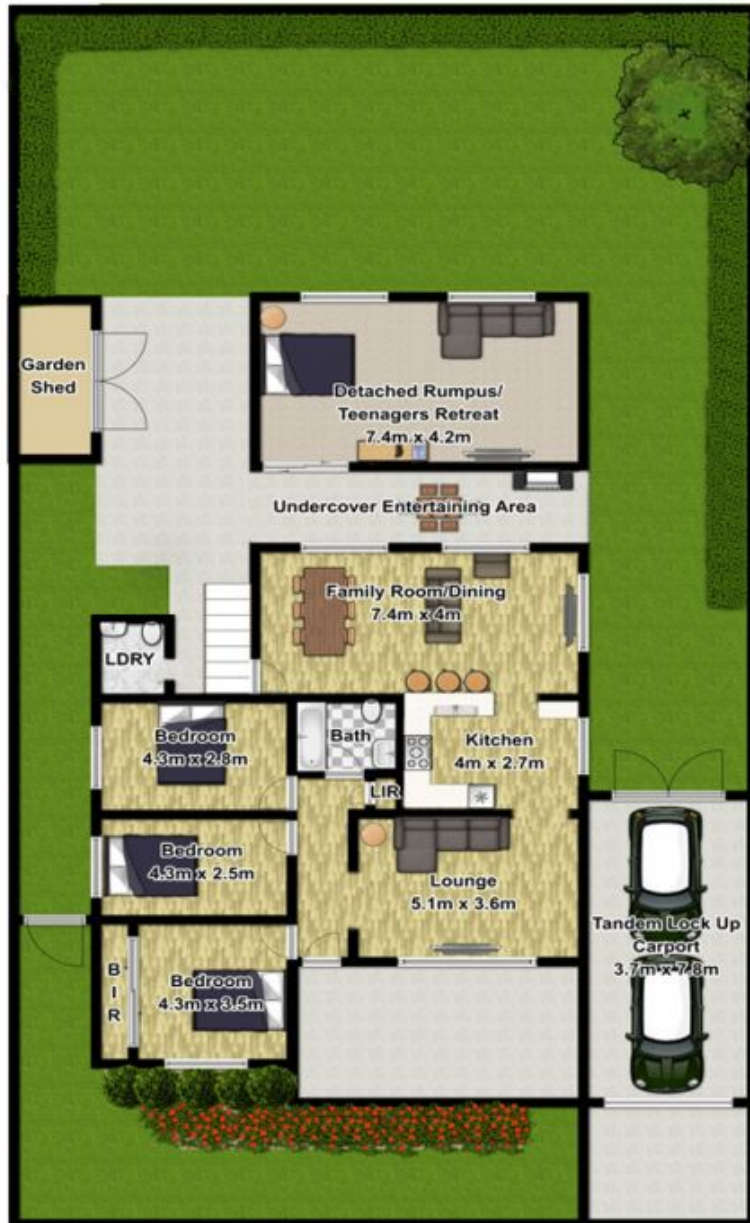 Garden
Shed
Detached Rumpus/
Teenagers Retreat
7.4m x 4.2m
Undercover Entertaining Area
Family Room/Dining
7.4m x 4m
LDRY
Bedroom
4.3m x 2.8m
Bath
Kitchen
4m x 2.7m
LIR
Bedroom
4.3m x 2.5m
Lounge
5.1m x 3.6m
Tandem Lock Up
Carport
3.7m x 7.8m
B
I
R
Bedroom
4.3m x 3.5m